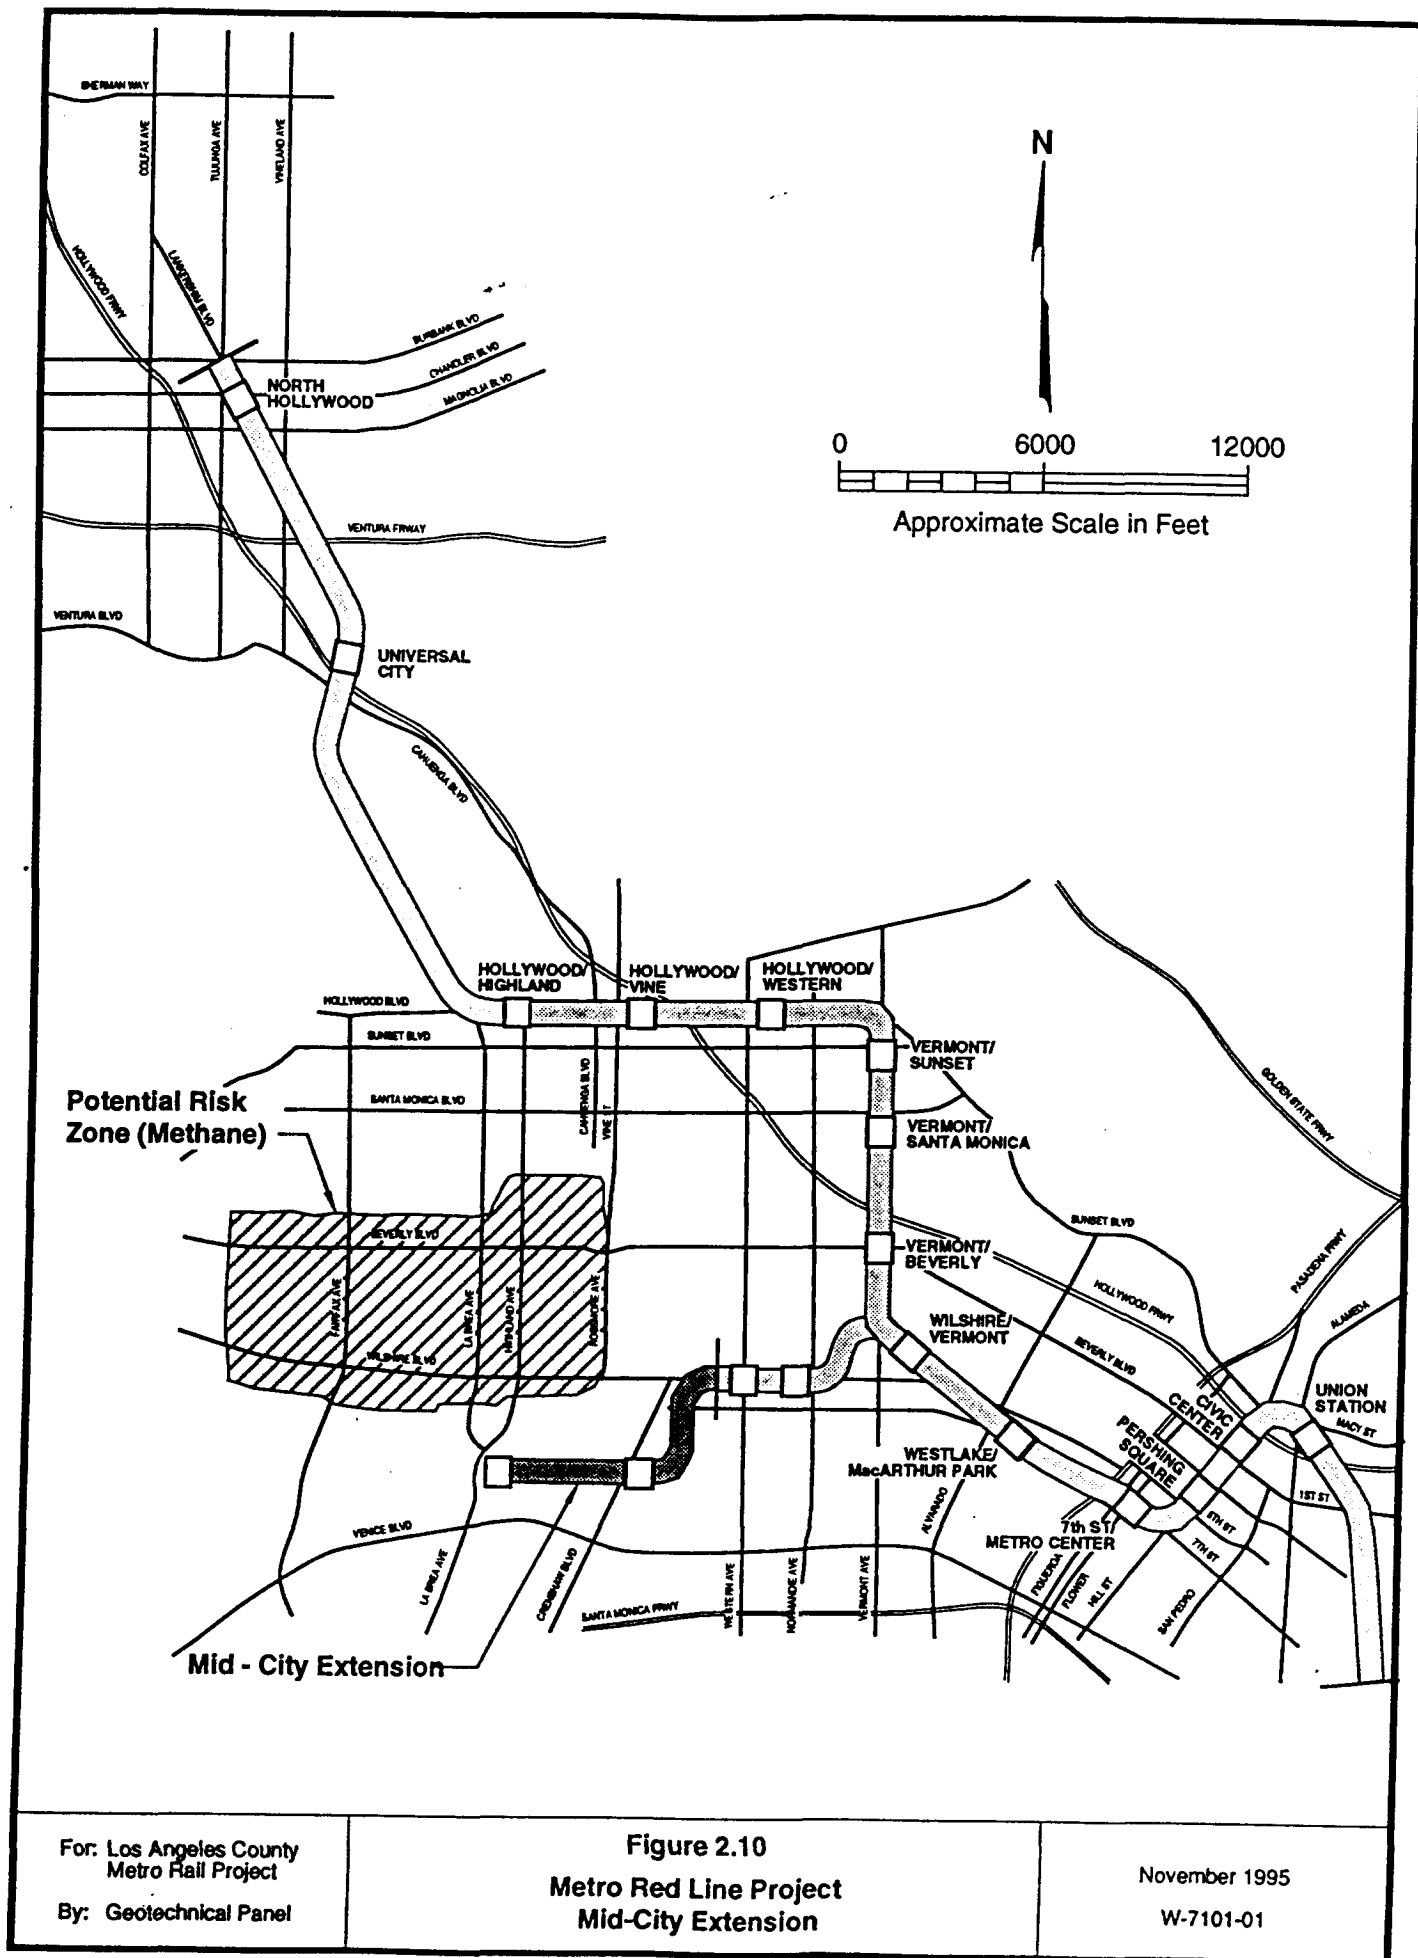 SHERMAN WAY
COLFAX AVE
TUJUNGA AVE
VINELAND AVE
N
HOLLYWOOD FRWY
LANKERSHIM BLVD
BURBANK BLVD
CHANDLER BLVD
MAGNOLIA BLVD
NORTH
HOLLYWOOD
0 6000 12000
Approximate Scale in Feet
VENTURA FRWAY
VENTURA BLVD
UNIVERSAL
CITY
CAHUENGA BLVD
HOLLYWOOD/
HIGHLAND
HOLLYWOOD/
VINE
HOLLYWOOD/
WESTERN
HOLLYWOOD BLVD
SUNSET BLVD
VERMONT/
SUNSET
GOLDEN STATE FRWY
Potential Risk
Zone (Methane)
SANTA MONICA BLVD
CAHUENGA BLVD
VINE ST
VERMONT/
SANTA MONICA
SUNSET BLVD
BEVERLY BLVD
VERMONT/
BEVERLY
PASADENA FRWY
HOLLYWOOD FRWY
ALAMEDA
FAIRFAX AVE
LA BREA AVE
HIGHLAND AVE
ROSSMORE AVE
WILSHIRE BLVD
WILSHIRE/
VERMONT
BEVERLY BLVD
CIVIC
CENTER
UNION
STATION
MACY ST
PERSHING
SQUARE
WESTLAKE/
MacARTHUR PARK
1ST ST
5TH ST
7TH ST
ALVARADO
7th ST/
METRO CENTER
VENICE BLVD
LA BREA AVE
CRENSHAW BLVD
SANTA MONICA FRWY
WESTERN AVE
NORMANDIE AVE
VERMONT AVE
FIGUEROA
FLOWER
HILL ST
SAN PEDRO
Mid - City Extension
For: Los Angeles County
Metro Rail Project
By: Geotechnical Panel
Figure 2.10
Metro Red Line Project
Mid-City Extension
November 1995
W-7101-01